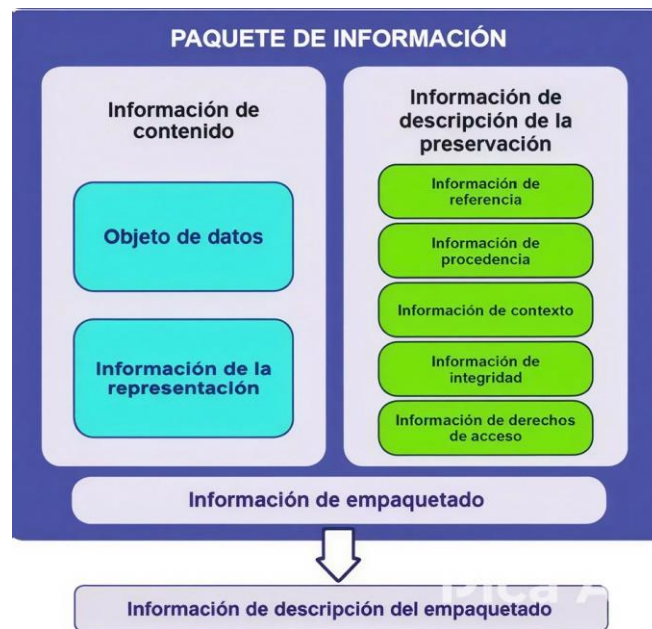 PAQUETE DE INFORMACIÓN
Información de
contenido
Objeto de datos
Información de la
representación
Información de
descripción de la
preservación
Información de
referencia
Información de
procedencia
Información de contexto
Información de
integridad
Información de derechos
de acceso
Información de empaquetado
Información de descripción del empaquetado